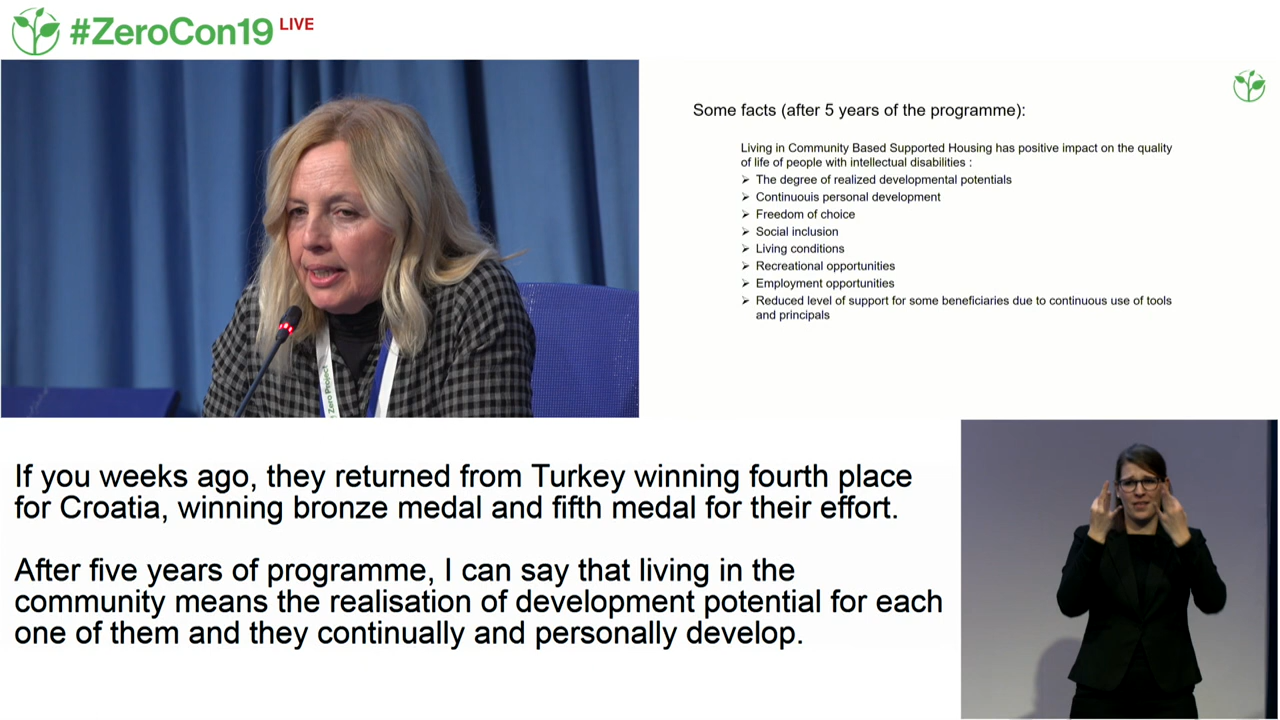 #ZeroCon19 LIVE
Some facts (after 5 years of the programme):
Living in Community Based Supported Housing has positive impact on the quality
of life of people with intellectual disabilities :
➢ The degree of realized developmental potentials
➢ Continuouis personal development
➢ Freedom of choice
➢ Social inclusion
➢ Living conditions
➢ Recreational opportunities
➢ Employment opportunities
➢ Reduced level of support for some beneficiaries due to continuous use of tools
and principals
Zero Project
If you weeks ago, they returned from Turkey winning fourth place
for Croatia, winning bronze medal and fifth medal for their effort.
After five years of programme, I can say that living in the
community means the realisation of development potential for each
one of them and they continually and personally develop.